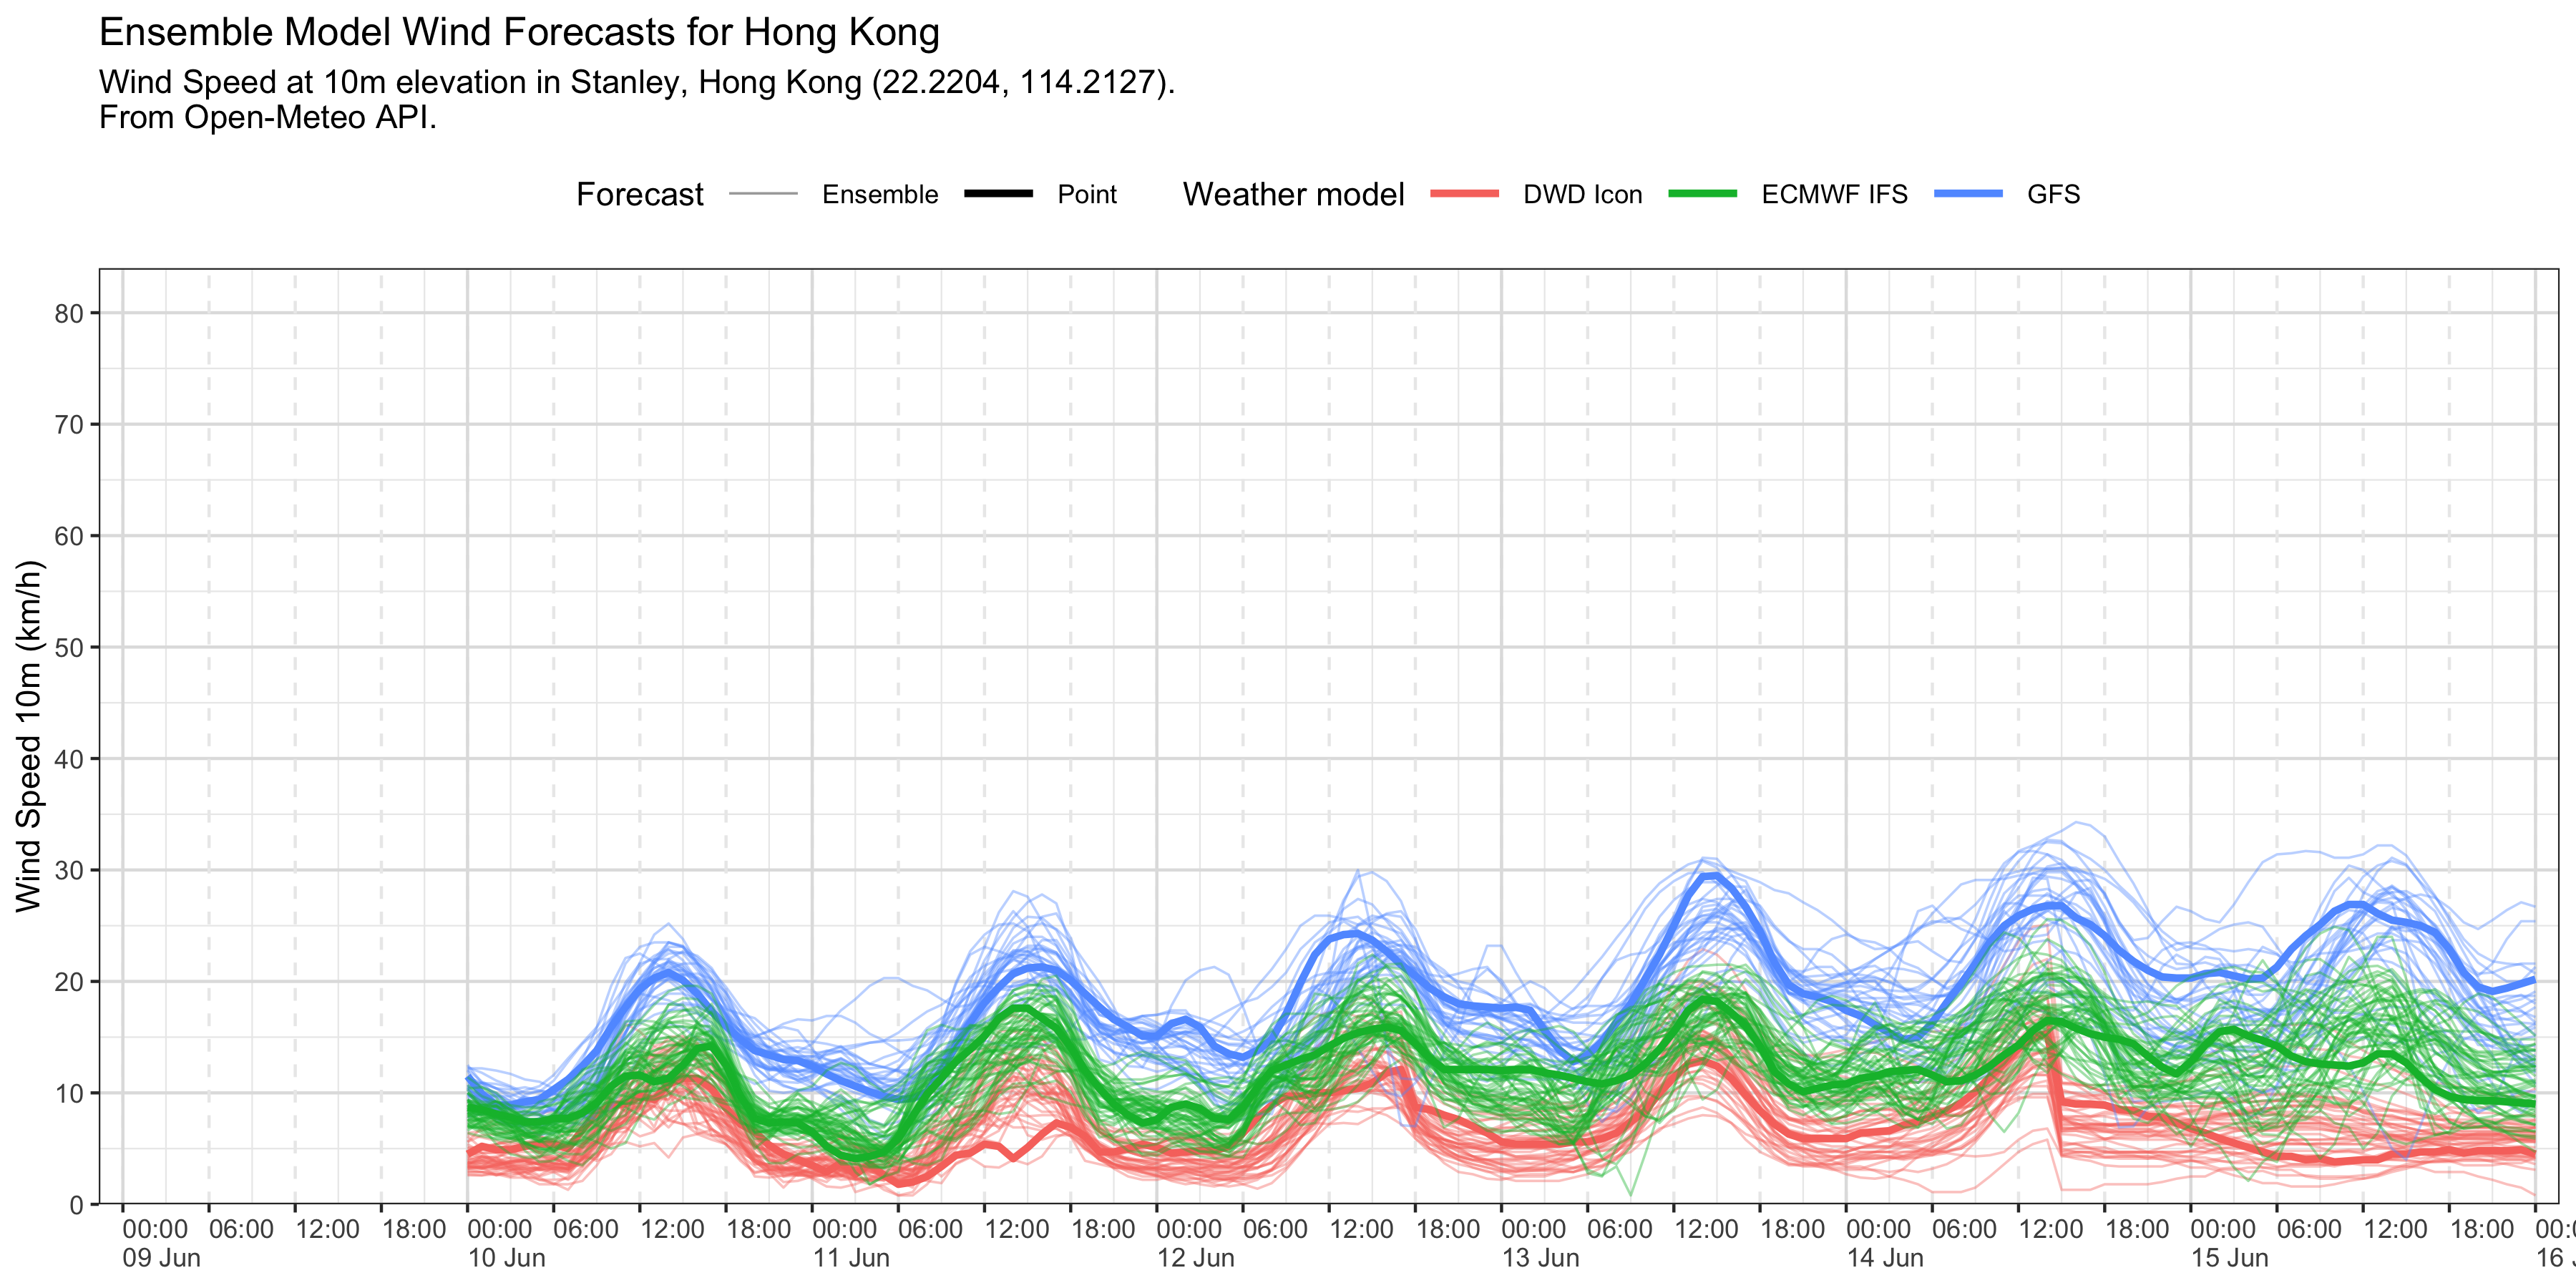 Ensemble Model Wind Forecasts for Hong Kong
Wind Speed at 10m elevation in Stanley, Hong Kong (22.2204, 114.2127).
From Open-Meteo API.
Forecast Ensemble Point Weather model DWD Icon ECMWF IFS GFS
Wind Speed 10m (km/h)
80
70
60
50
40
30
20
10
0
00:00 06:00 12:00 18:00 00:00 06:00 12:00 18:00 00:00 06:00 12:00 18:00 00:00 06:00 12:00 18:00 00:00 06:00 12:00 18:00 00:00 06:00 12:00 18:00 00:00 06:00 12:00 18:00
09 Jun 10 Jun 11 Jun 12 Jun 13 Jun 14 Jun 15 Jun 16